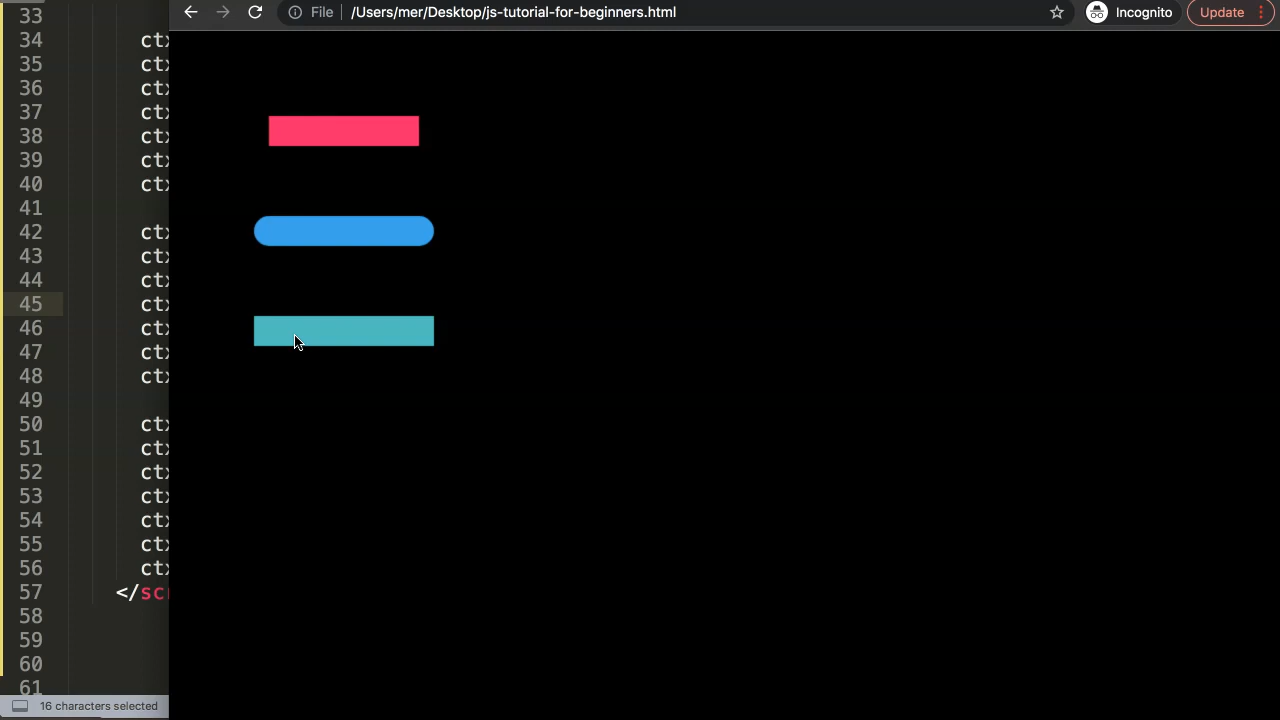 File /Users/mer/Desktop/js-tutorial-for-beginners.html Incognito Update
33
34 ctx
35 ctx
36 ctx
37 ctx
38 ctx
39 ctx
40 ctx
41
42 ctx
43 ctx
44 ctx
45 ctx
46 ctx
47 ctx
48 ctx
49
50 ctx
51 ctx
52 ctx
53 ctx
54 ctx
55 ctx
56 ctx
57 </scr
58
59
60
61
16 characters selected